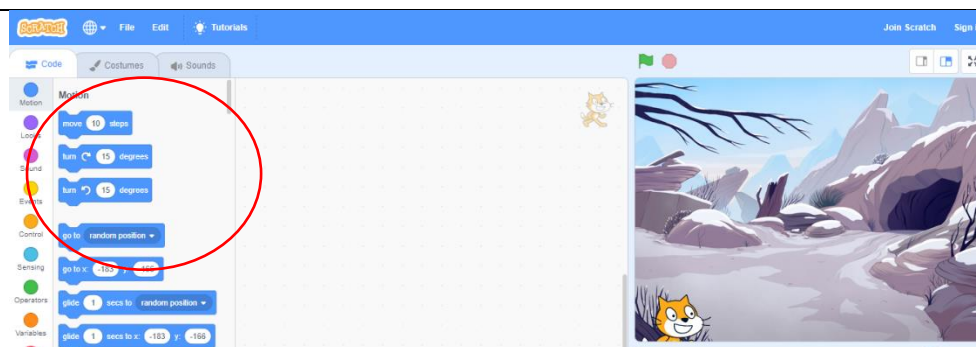 SCRATCH File Edit Tutorials Join Scratch Sign
Code Costumes Sounds
Motion Motion
move 10 steps
Looks
turn 15 degrees
Sound
turn 15 degrees
Events
Control go to random position
Sensing go to x: -183 y: -166
Operators glide 1 secs to random position
Variables glide 1 secs to x: -183 y: -166